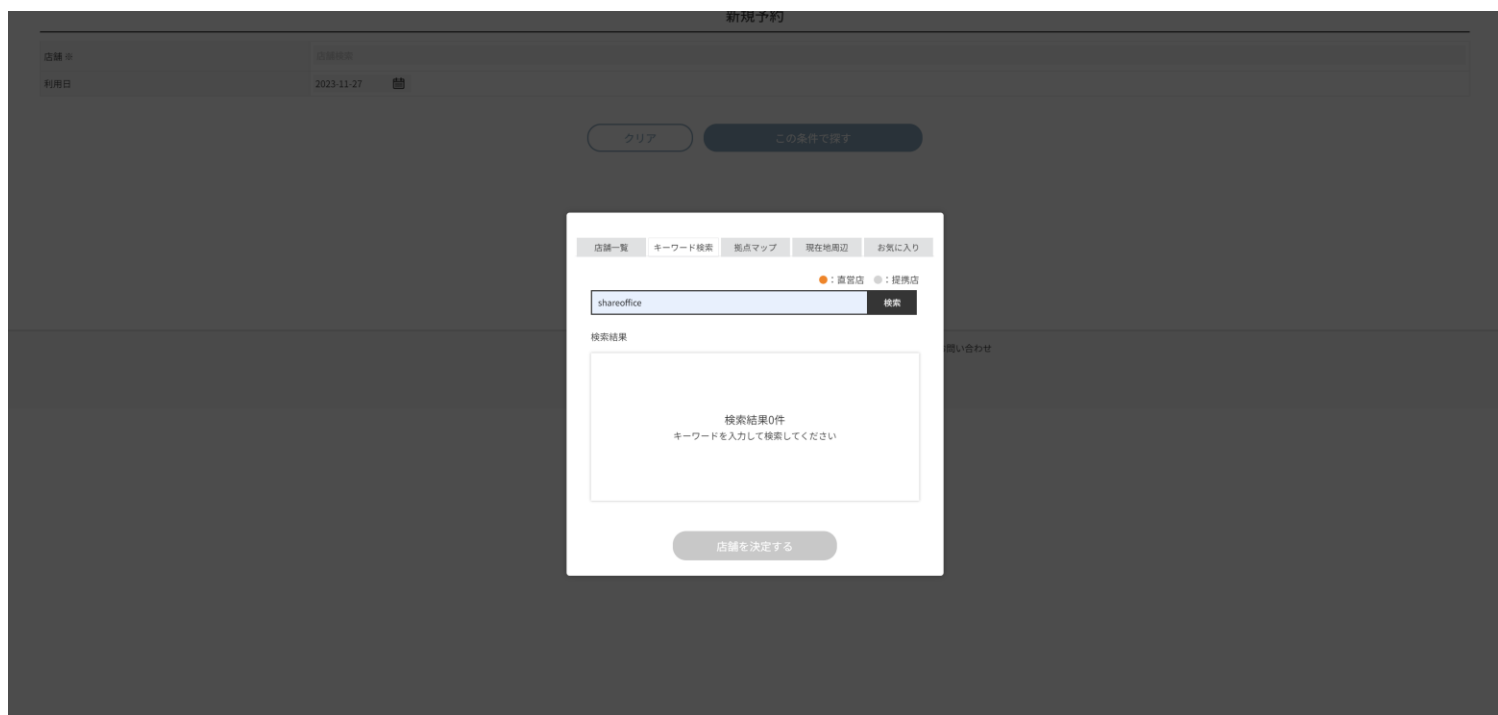 新規予約
店舗 ※
店舗検索
利用日
2023-11-27
クリア
この条件で探す
店舗一覧
キーワード検索
拠点マップ
現在地周辺
お気に入り
●：直営店 ●：提携店
shareoffice
検索
検索結果
問い合わせ
検索結果0件
キーワードを入力して検索してください
店舗を決定する